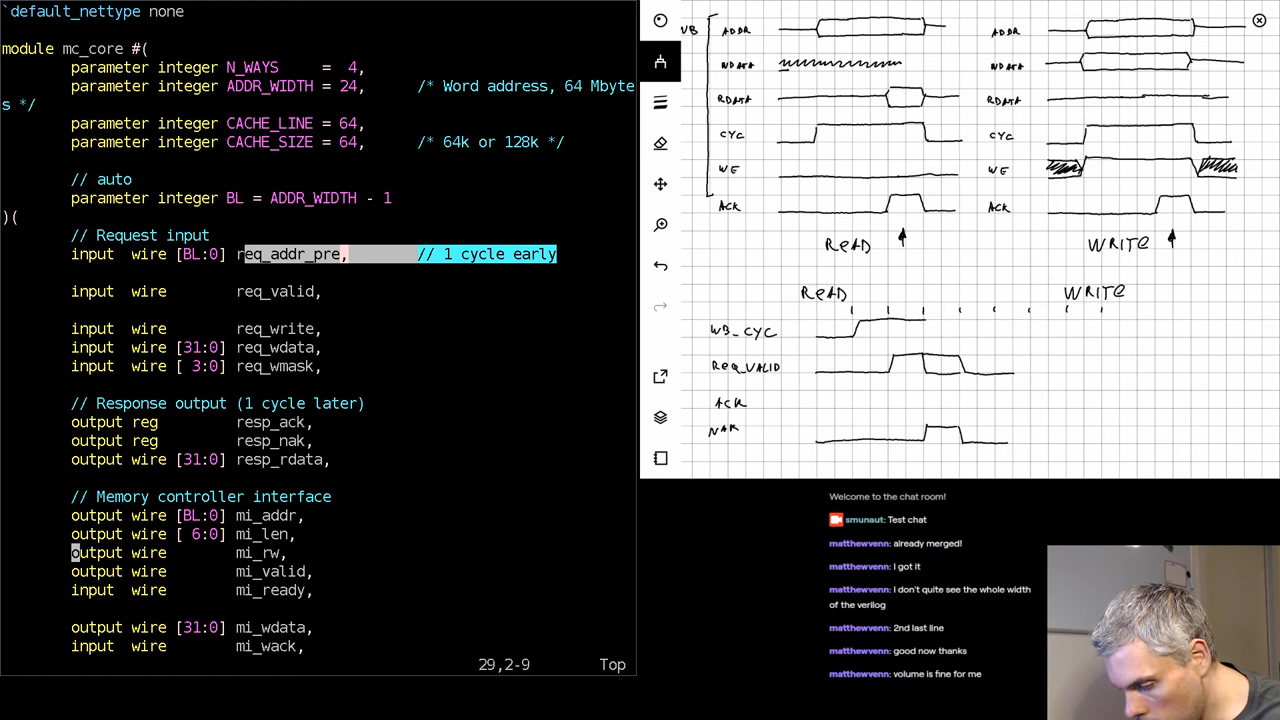 `default_nettype none
module mc_core #(
parameter integer N_WAYS = 4,
parameter integer ADDR_WIDTH = 24, /* Word address, 64 Mbyte
s */
parameter integer CACHE_LINE = 64,
parameter integer CACHE_SIZE = 64, /* 64k or 128k */
// auto
parameter integer BL = ADDR_WIDTH - 1
)(
// Request input
input wire [BL:0] req_addr_pre, // 1 cycle early
input wire req_valid,
input wire req_write,
input wire [31:0] req_wdata,
input wire [ 3:0] req_wmask,
// Response output (1 cycle later)
output reg resp_ack,
output reg resp_nak,
output wire [31:0] resp_rdata,
// Memory controller interface
output wire [BL:0] mi_addr,
output wire [ 6:0] mi_len,
output wire mi_rw,
output wire mi_valid,
output wire mi_ready,
output wire [31:0] mi_wdata,
input wire mi_wack,
29,2-9 Top
WB
ADDR
WDATA
RDATA
CYC
WE
ACK
READ
ADDR
WDATA
RDATA
CYC
WE
ACK
WRITE
READ
WRITE
WB_CYC
REQ_VALID
ACK
NAK
Welcome to the chat room!
smunaut: Test chat
matthewvenn: already merged!
matthewvenn: I got it
matthewvenn: I don't quite see the whole width
of the verilog
matthewvenn: 2nd last line
matthewvenn: good now thanks
matthewvenn: volume is fine for me